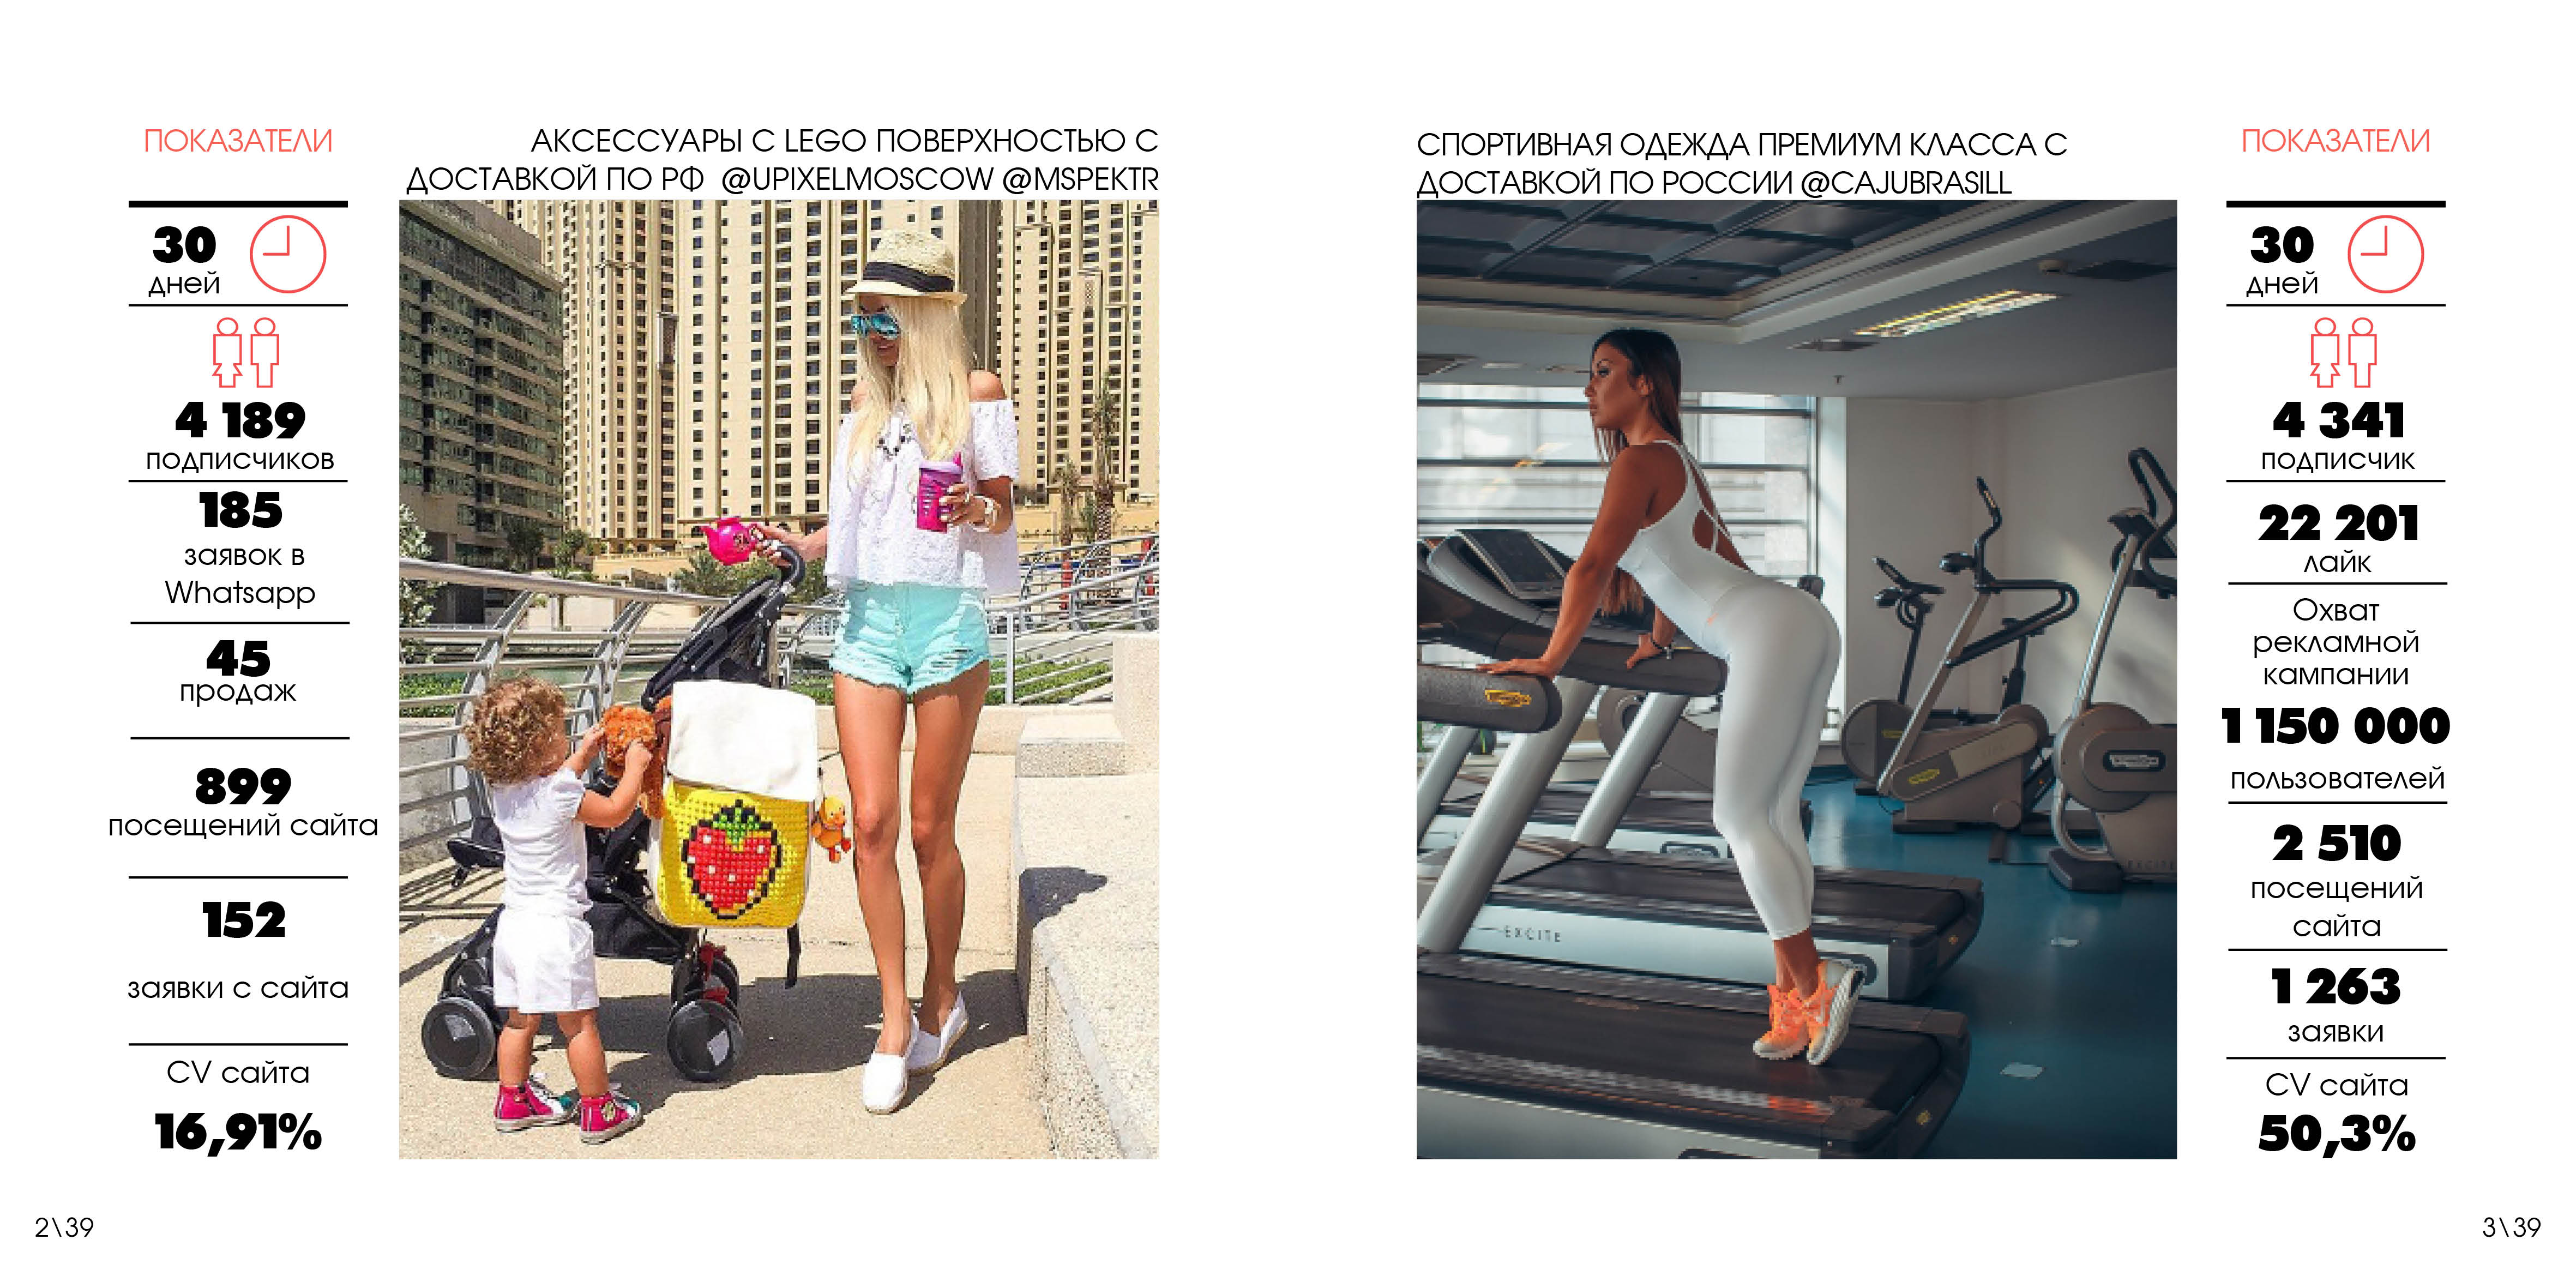 ПОКАЗАТЕЛИ
30
дней
4 189
подписчиков
185
заявок в
Whatsapp
45
продаж
899
посещений сайта
152
заявки с сайта
CV сайта
16,91%
2\39
АКСЕССУАРЫ С LEGO ПОВЕРХНОСТЬЮ С
ДОСТАВКОЙ ПО РФ @UPIXELMOSCOW @MSPEKTR
СПОРТИВНАЯ ОДЕЖДА ПРЕМИУМ КЛАССА С
ДОСТАВКОЙ ПО РОССИИ @CAJUBRASILL
EXCITE
EXCITE
ПОКАЗАТЕЛИ
30
дней
4 341
подписчик
22 201
лайк
Охват
рекламной
кампании
1 150 000
пользователей
2 510
посещений
сайта
1 263
заявки
CV сайта
50,3%
3\39